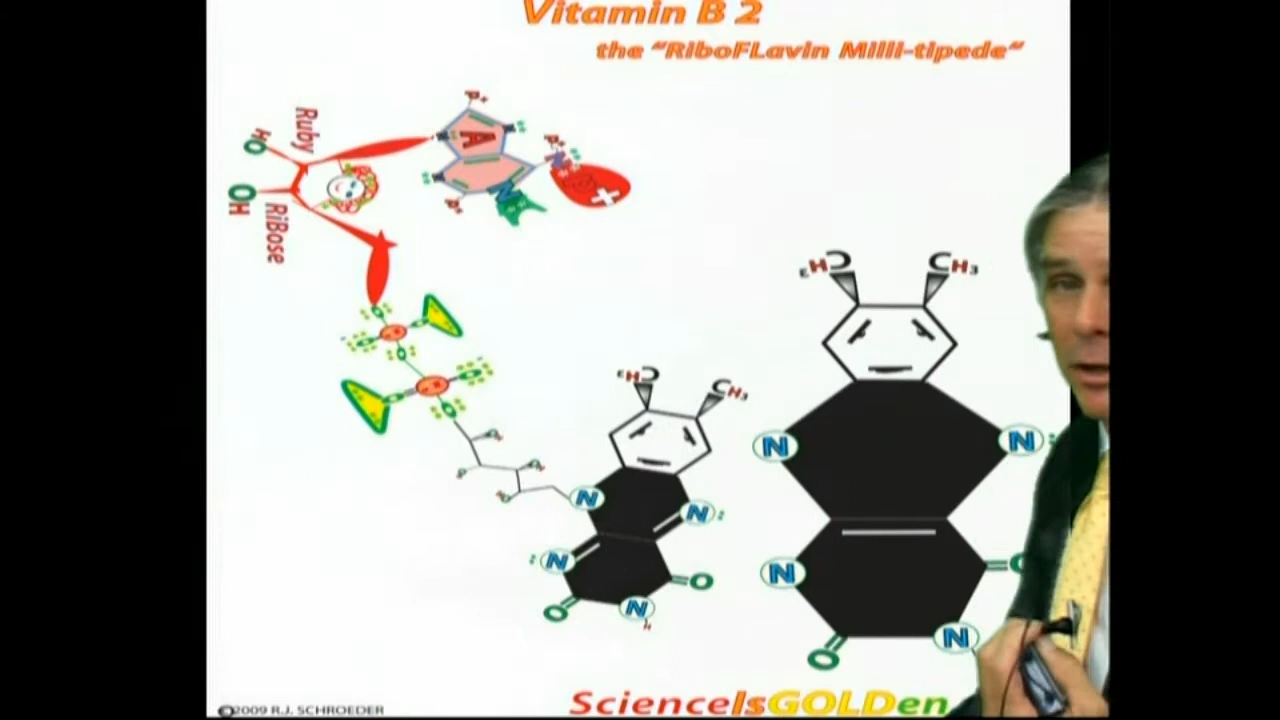 Vitamin B 2
the "RiboFLavin Milli-tipede"
Ruby
RiBose
HO
OH
P+
A
N
P+
P+
CH3
CH3
N
N
N
N
O
O
H
CH3
CH3
N
N
N
N
O
O
ScienceIsGOLDen
©2009 R.J. SCHROEDER